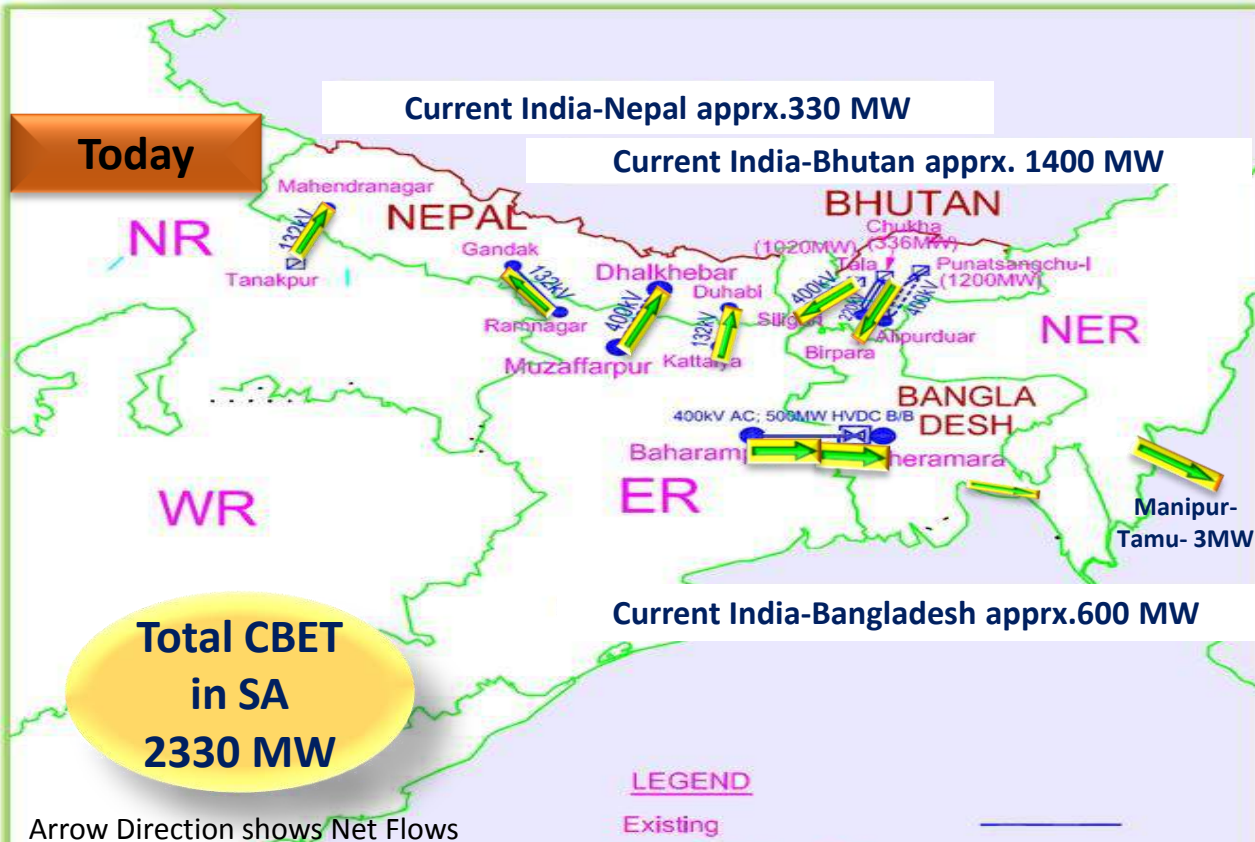 Current India-Nepal apprx.330 MW
Today
Current India-Bhutan apprx. 1400 MW
Mahendranagar
NEPAL
BHUTAN
NR
132kV
Tanakpur
Gandak
132kV
Ramnagar
Dhalkhebar
400kV
Muzaffarpur
Duhabi
132kV
Kattaiya
Chukha
(1020MW)
(336MW)
Tala
Punatsangchu-I
(1200MW)
400kV
220kV
400kV
Alipurduar
Birpara
NER
BANGLA
DESH
400kV AC; 500MW HVDC B/B
Baharamp
heramara
WR
ER
Manipur-
Tamu- 3MW
Current India-Bangladesh apprx.600 MW
Total CBET
in SA
2330 MW
LEGEND
Arrow Direction shows Net Flows
Existing